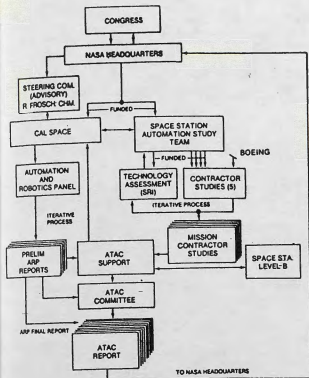 CONGRESS
NASA HEADQUARTERS
STEERING COM.
(ADVISORY)
R FROSCH: CHM.
FUNDED
CAL SPACE
SPACE STATION
AUTOMATION STUDY
TEAM
BOEING
FUNDED
AUTOMATION
AND
ROBOTICS PANEL
TECHNOLOGY
ASSESSMENT
(SRI)
CONTRACTOR
STUDIES (5)
ITERATIVE PROCESS
ITERATIVE
PROCESS
MISSION
CONTRACTOR
STUDIES
PRELIM
ARP
REPORTS
ATAC
SUPPORT
SPACE STA.
LEVEL-B
ATAC
COMMITTEE
ARP FINAL REPORT
ATAC
REPORT
TO NASA HEADQUARTERS